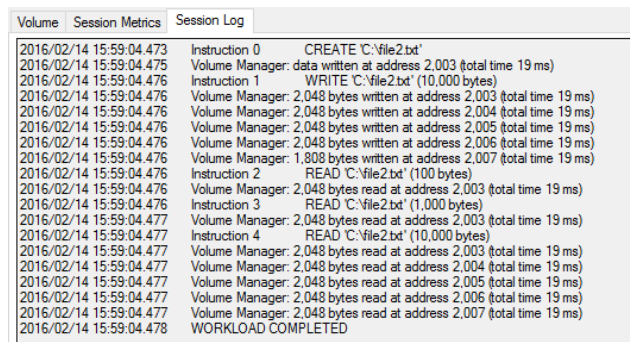 Volume Session Metrics Session Log
2016/02/14 15:59:04.473 Instruction 0 CREATE 'C:\file2.txt'
2016/02/14 15:59:04.475 Volume Manager: data written at address 2,003 (total time 19 ms)
2016/02/14 15:59:04.476 Instruction 1 WRITE 'C:\file2.txt' (10,000 bytes)
2016/02/14 15:59:04.476 Volume Manager: 2,048 bytes written at address 2,003 (total time 19 ms)
2016/02/14 15:59:04.476 Volume Manager: 2,048 bytes written at address 2,004 (total time 19 ms)
2016/02/14 15:59:04.476 Volume Manager: 2,048 bytes written at address 2,005 (total time 19 ms)
2016/02/14 15:59:04.476 Volume Manager: 2,048 bytes written at address 2,006 (total time 19 ms)
2016/02/14 15:59:04.476 Volume Manager: 1,808 bytes written at address 2,007 (total time 19 ms)
2016/02/14 15:59:04.476 Instruction 2 READ 'C:\file2.txt' (100 bytes)
2016/02/14 15:59:04.476 Volume Manager: 2,048 bytes read at address 2,003 (total time 19 ms)
2016/02/14 15:59:04.476 Instruction 3 READ 'C:\file2.txt' (1,000 bytes)
2016/02/14 15:59:04.477 Volume Manager: 2,048 bytes read at address 2,003 (total time 19 ms)
2016/02/14 15:59:04.477 Instruction 4 READ 'C:\file2.txt' (10,000 bytes)
2016/02/14 15:59:04.477 Volume Manager: 2,048 bytes read at address 2,003 (total time 19 ms)
2016/02/14 15:59:04.477 Volume Manager: 2,048 bytes read at address 2,004 (total time 19 ms)
2016/02/14 15:59:04.477 Volume Manager: 2,048 bytes read at address 2,005 (total time 19 ms)
2016/02/14 15:59:04.477 Volume Manager: 2,048 bytes read at address 2,006 (total time 19 ms)
2016/02/14 15:59:04.477 Volume Manager: 2,048 bytes read at address 2,007 (total time 19 ms)
2016/02/14 15:59:04.478 WORKLOAD COMPLETED